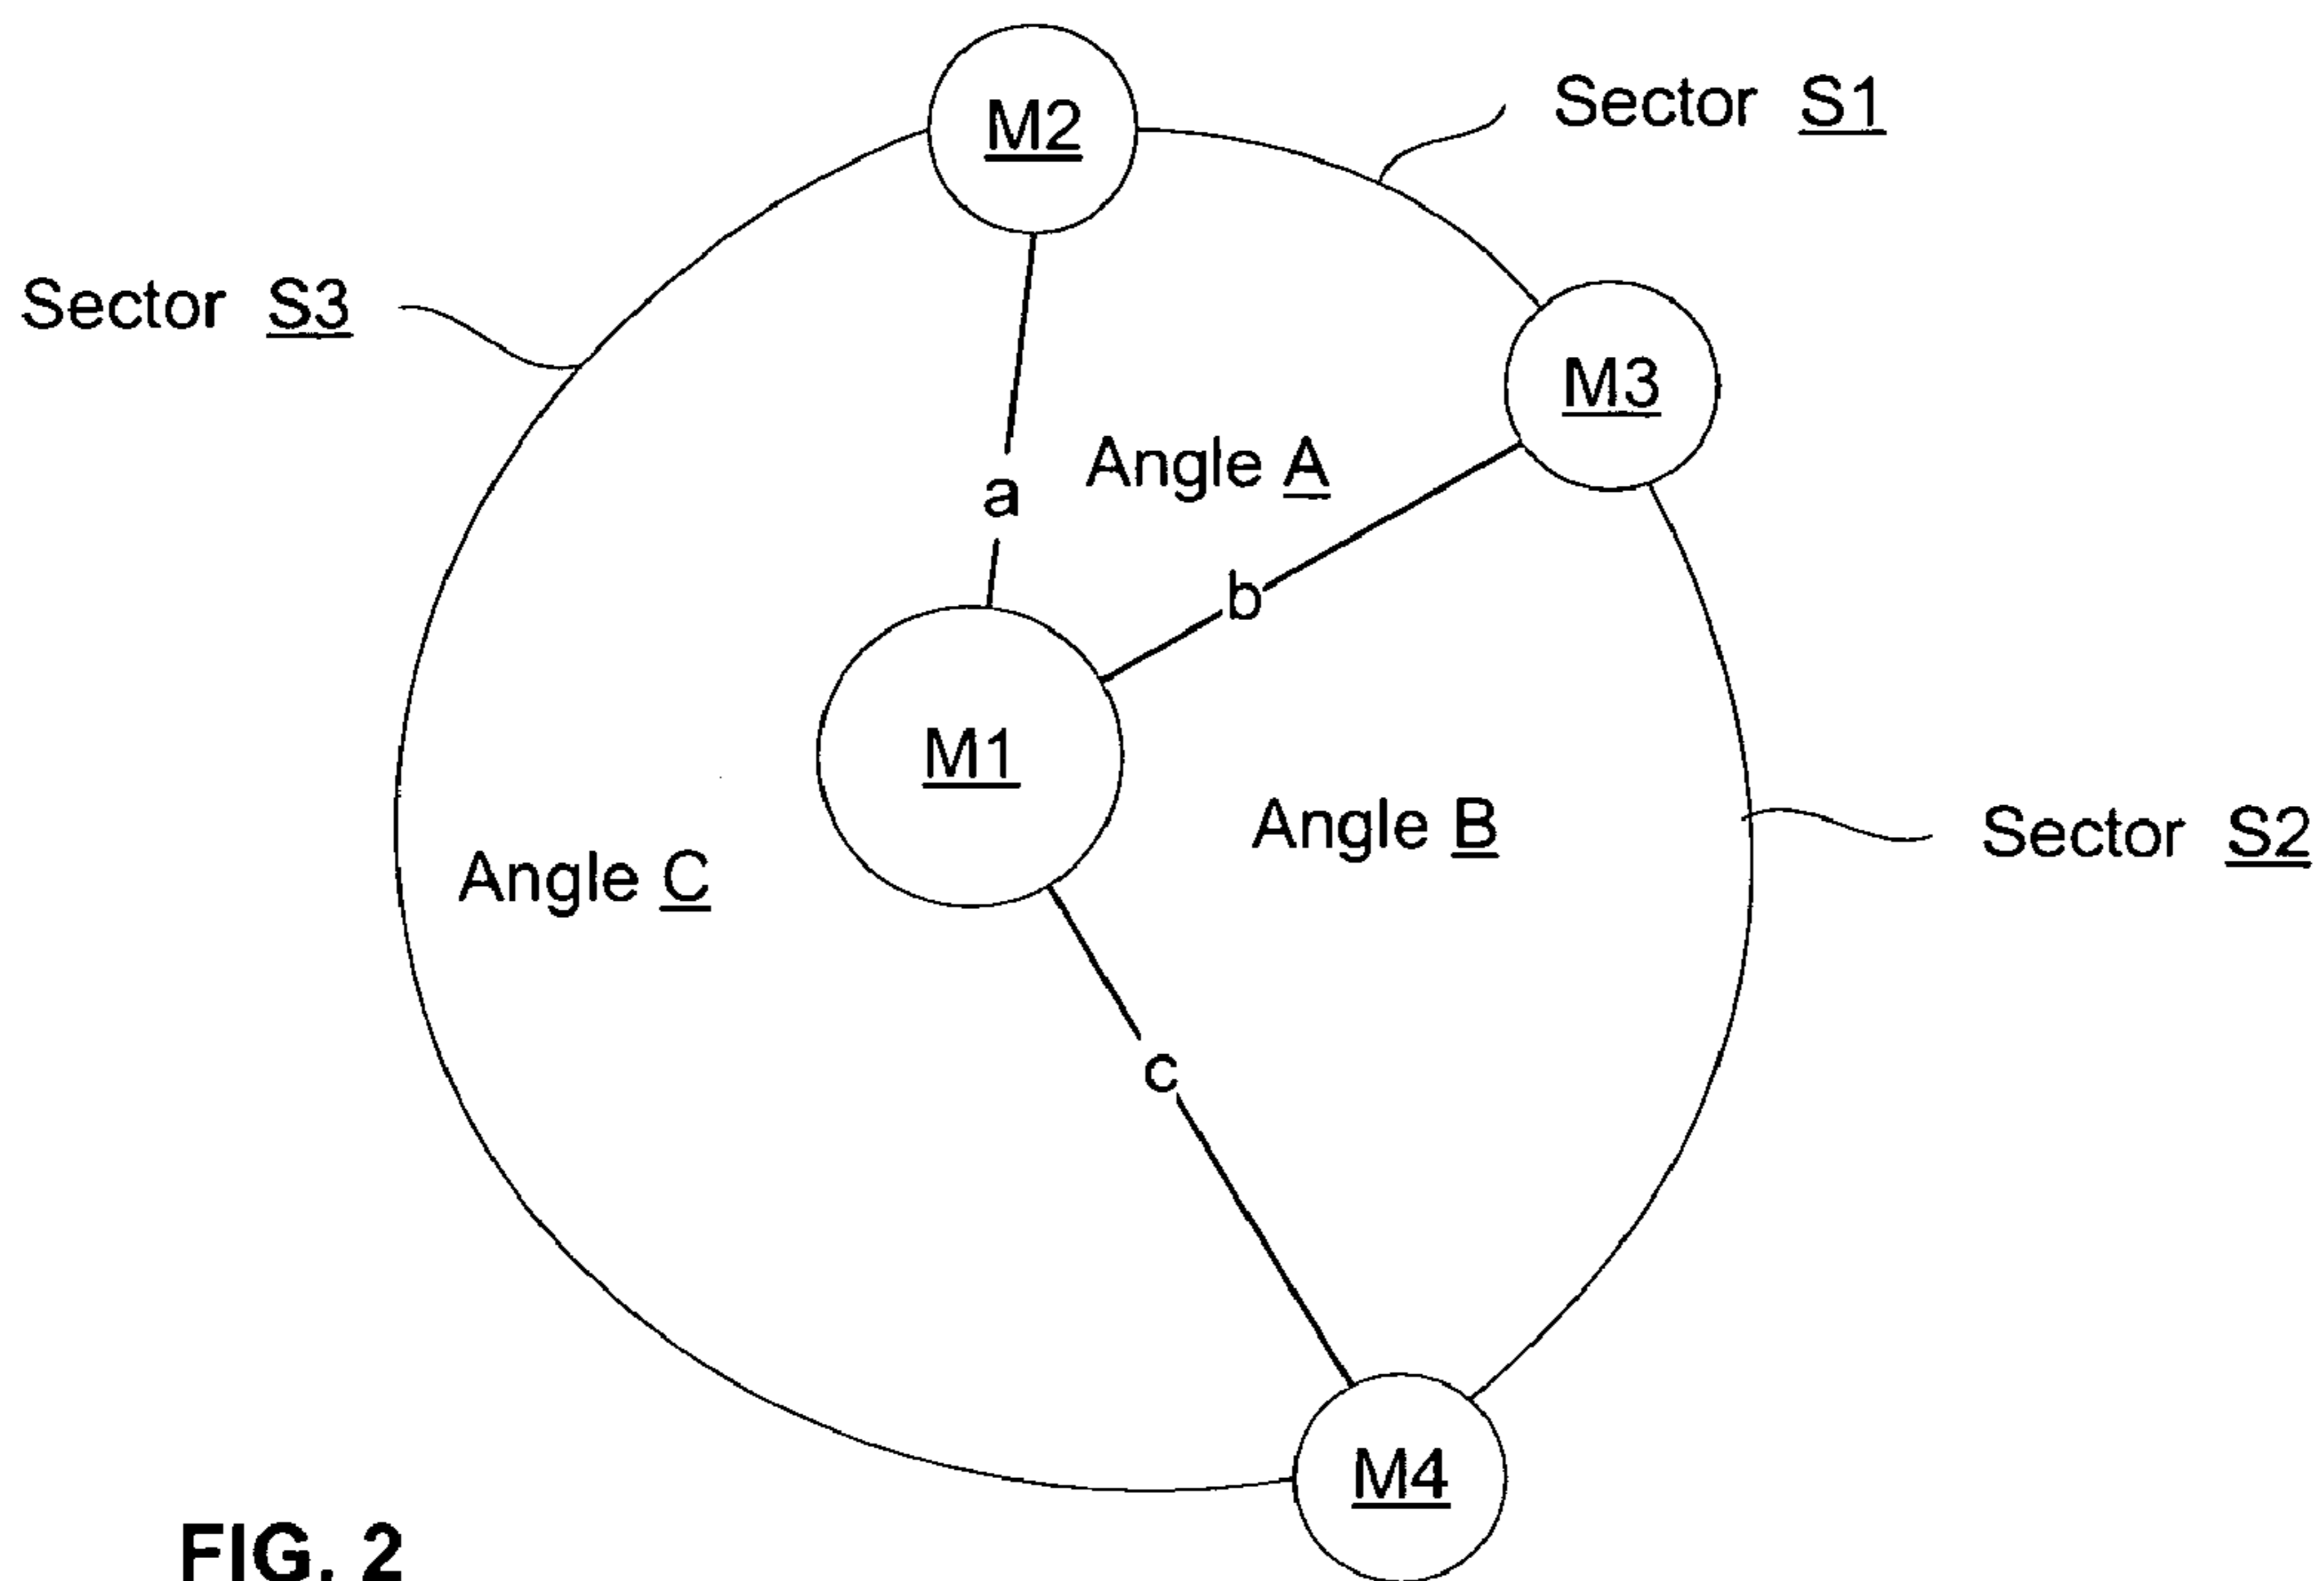 M2
Sector S1
Sector S3
M3
Angle A
a
b
M1
Angle B
Sector S2
Angle C
c
M4
FIG. 2